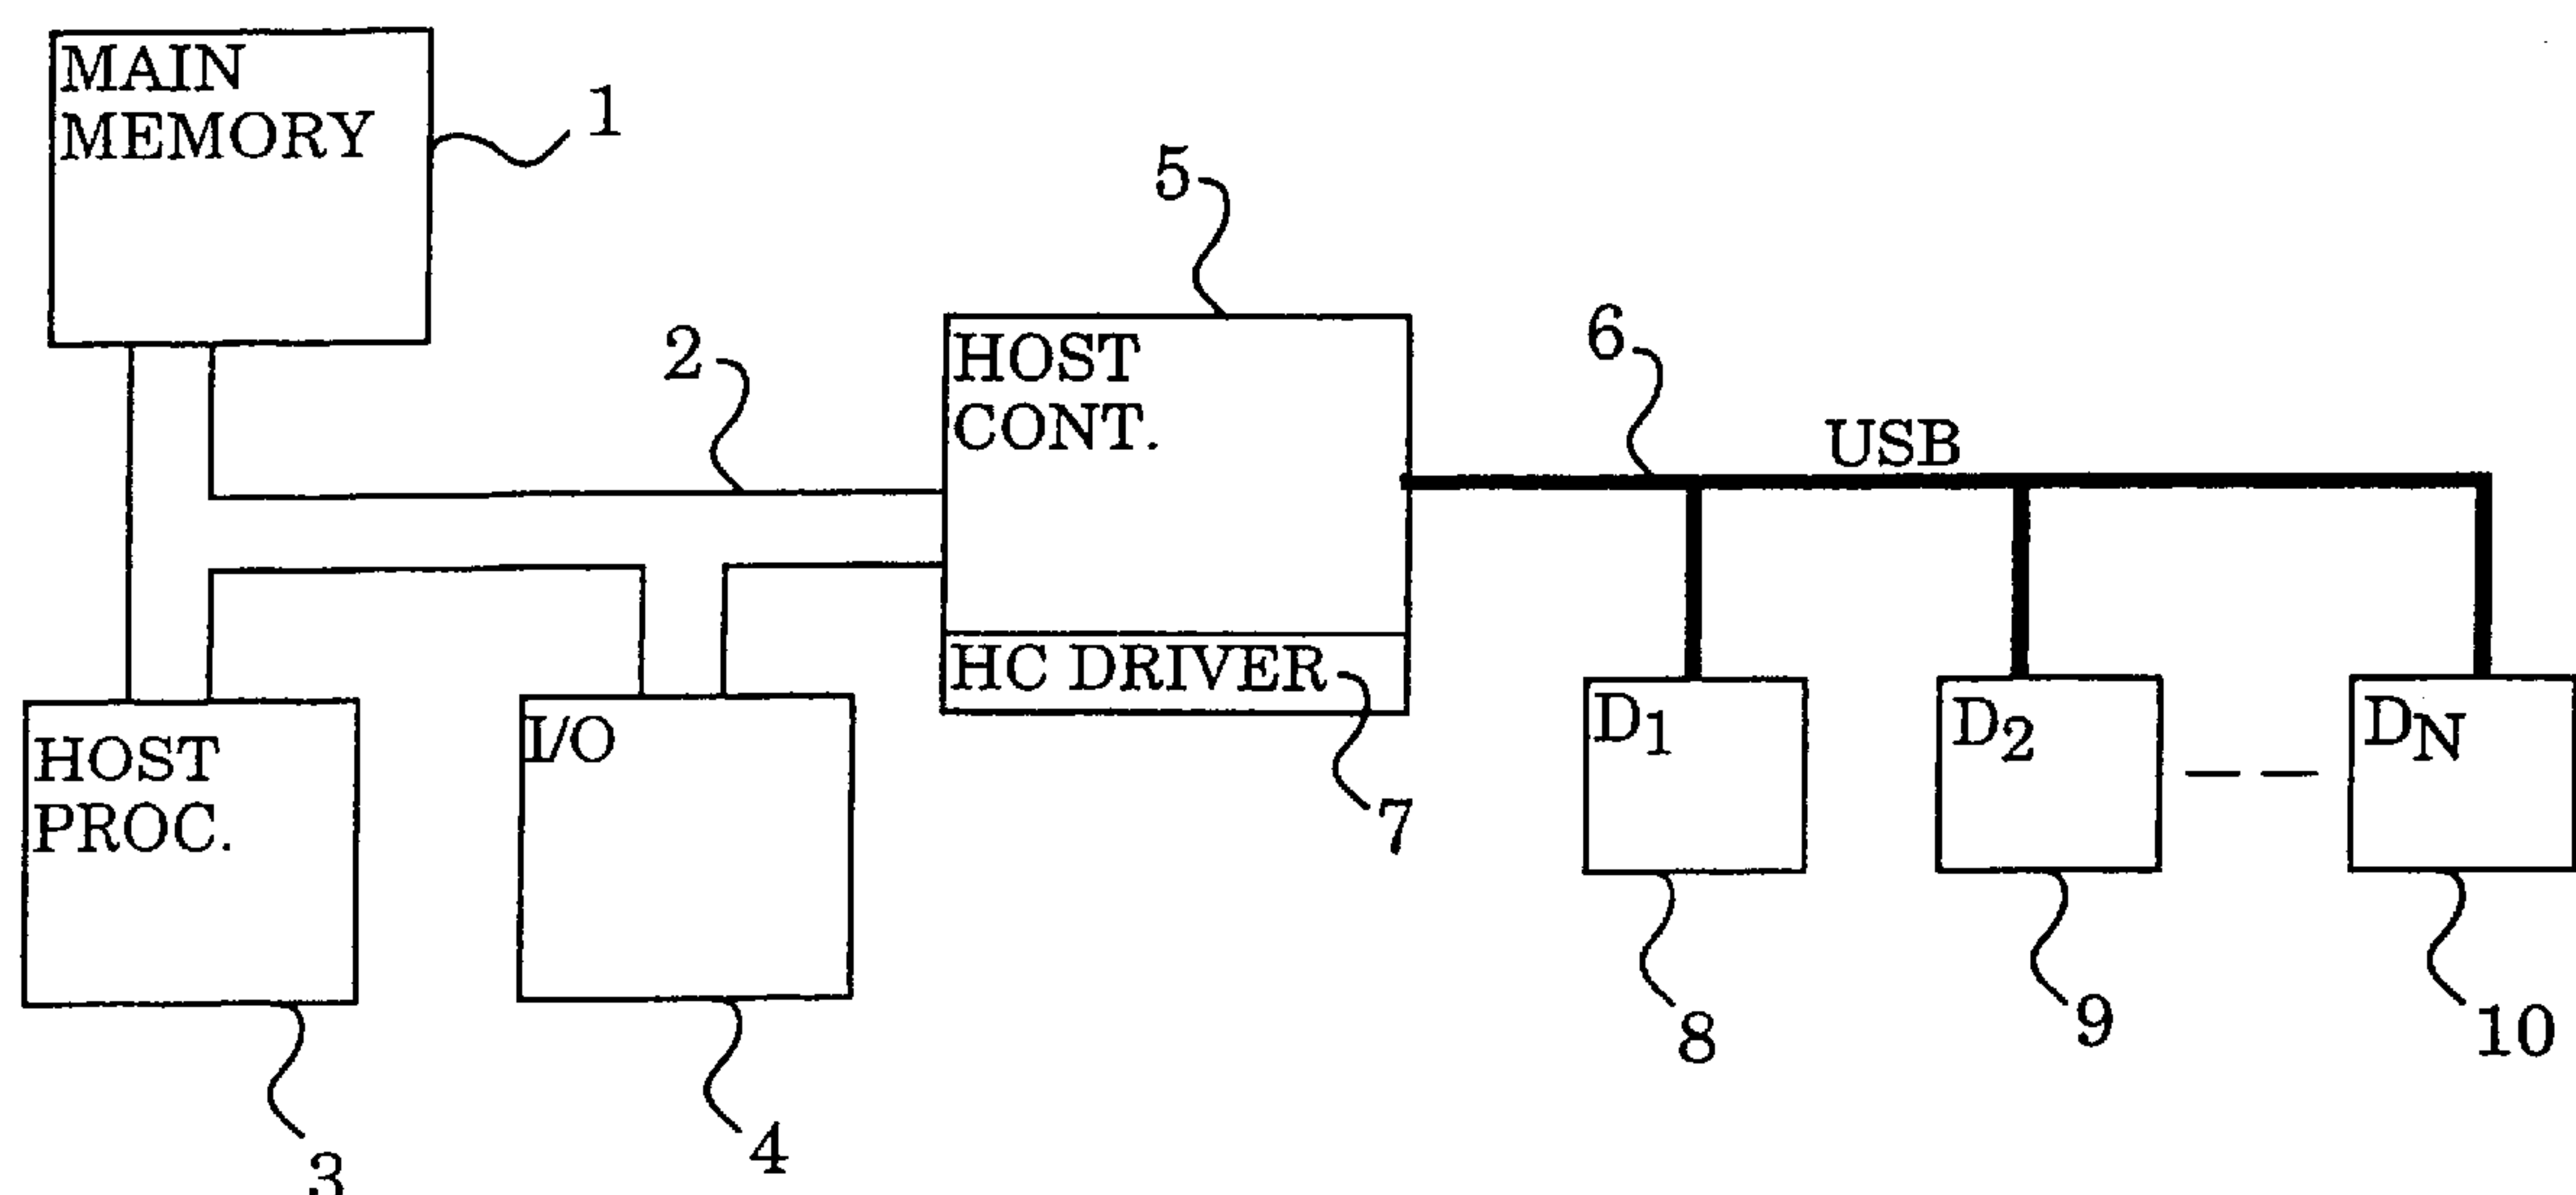 MAIN
MEMORY
1
2
5
HOST
CONT.
HC DRIVER
7
6
USB
HOST
PROC.
3
I/O
4
D1
8
D2
9
DN
10